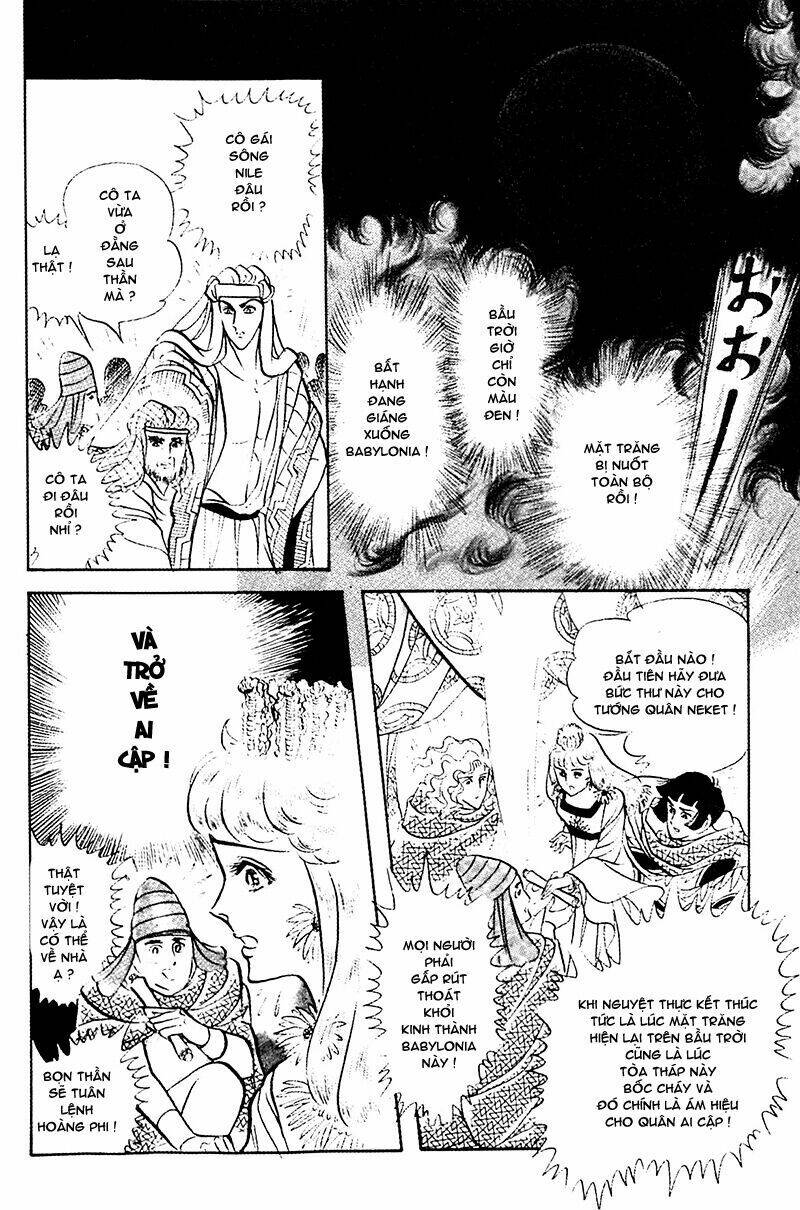 おおー
MẶT TRĂNG
BỊ NUỐT
TOÀN BỘ
RỒI !
BẦU
TRỜI
GIỜ
CHỈ
CÒN
MÀU
ĐEN !
BẤT
HẠNH
ĐANG
GIÁNG
XUỐNG
BABYLONIA !
CÔ GÁI
SÔNG
NILE
ĐÂU
RỒI ?
CÔ TA
VỪA
Ở
ĐẰNG
SAU
THẦN
MÀ ?
LẠ
THẬT !
CÔ TA
ĐI ĐÂU
RỒI
NHỈ ?
BẮT ĐẦU NÀO !
ĐẦU TIÊN HÃY ĐƯA
BỨC THƯ NÀY CHO
TƯỚNG QUÂN NEKET !
KHI NGUYỆT THỰC KẾT THÚC
TỨC LÀ LÚC MẶT TRĂNG
HIỆN LẠI TRÊN BẦU TRỜI
CŨNG LÀ LÚC
TÒA THÁP NÀY
BỐC CHÁY VÀ
ĐÓ CHÍNH LÀ ÁM HIỆU
CHO QUÂN AI CẬP !
MỌI NGƯỜI
PHẢI
GẤP RÚT
THOÁT
KHỎI
KINH THÀNH
BABYLONIA
NÀY !
VÀ
TRỞ
VỀ
AI
CẬP !
THẬT
TUYỆT
VỜI !
VẬY LÀ
CÓ THỂ
VỀ NHÀ
Ạ ?
BỌN THẦN
SẼ TUÂN
LỆNH
HOÀNG PHI !